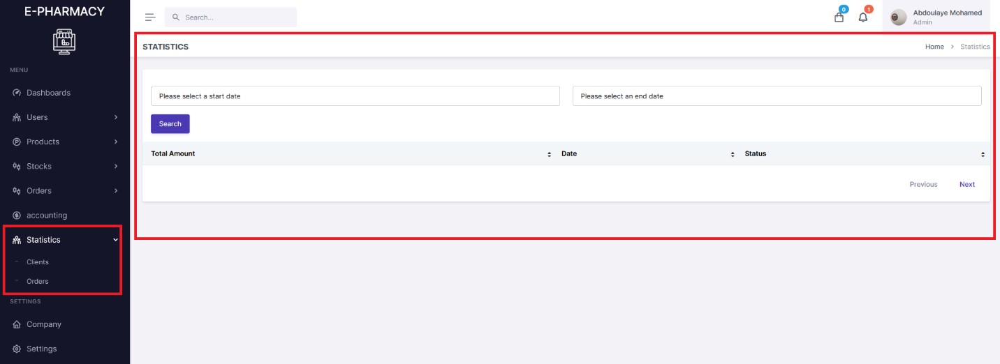 E-PHARMACY
MENU
Dashboards
Users
Products
Stocks
Orders
accounting
Statistics
Clients
Orders
SETTINGS
Company
Settings
Search...
0
1
Abdoulaye Mohamed
Admin
STATISTICS
Home > Statistics
Please select a start date
Please select an end date
Search
Total Amount Date Status
Previous Next